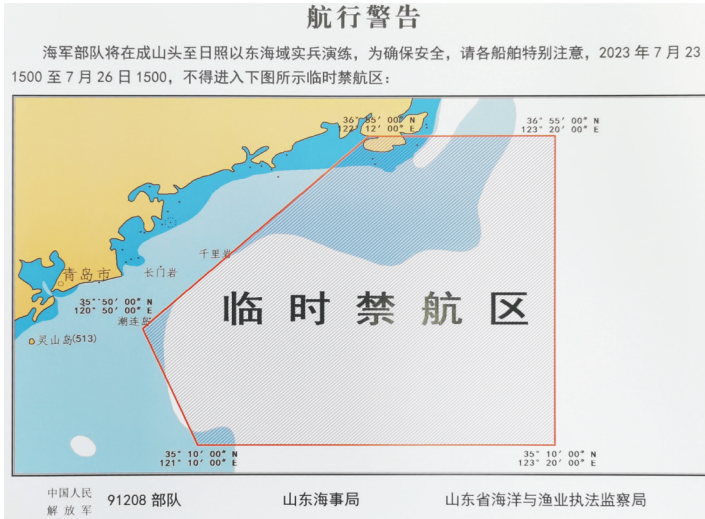 航行警告
海军部队将在成山头至日照以东海域实兵演练，为确保安全，请各船舶特别注意，2023 年 7 月 23
1500 至 7 月 26 日 1500，不得进入下图所示临时禁航区：
36° 55′ 00″ N
122° 12′ 00″ E
36° 55′ 00″ N
123° 20′ 00″ E
千里岩
青岛市
长门岩
35° 50′ 00″ N
120° 50′ 00″ E
潮连岛
临时禁航区
灵山岛(513)
35° 10′ 00″ N
121° 10′ 00″ E
35° 10′ 00″ N
123° 20′ 00″ E
中国人民
解放军
91208 部队
山东海事局
山东省海洋与渔业执法监察局